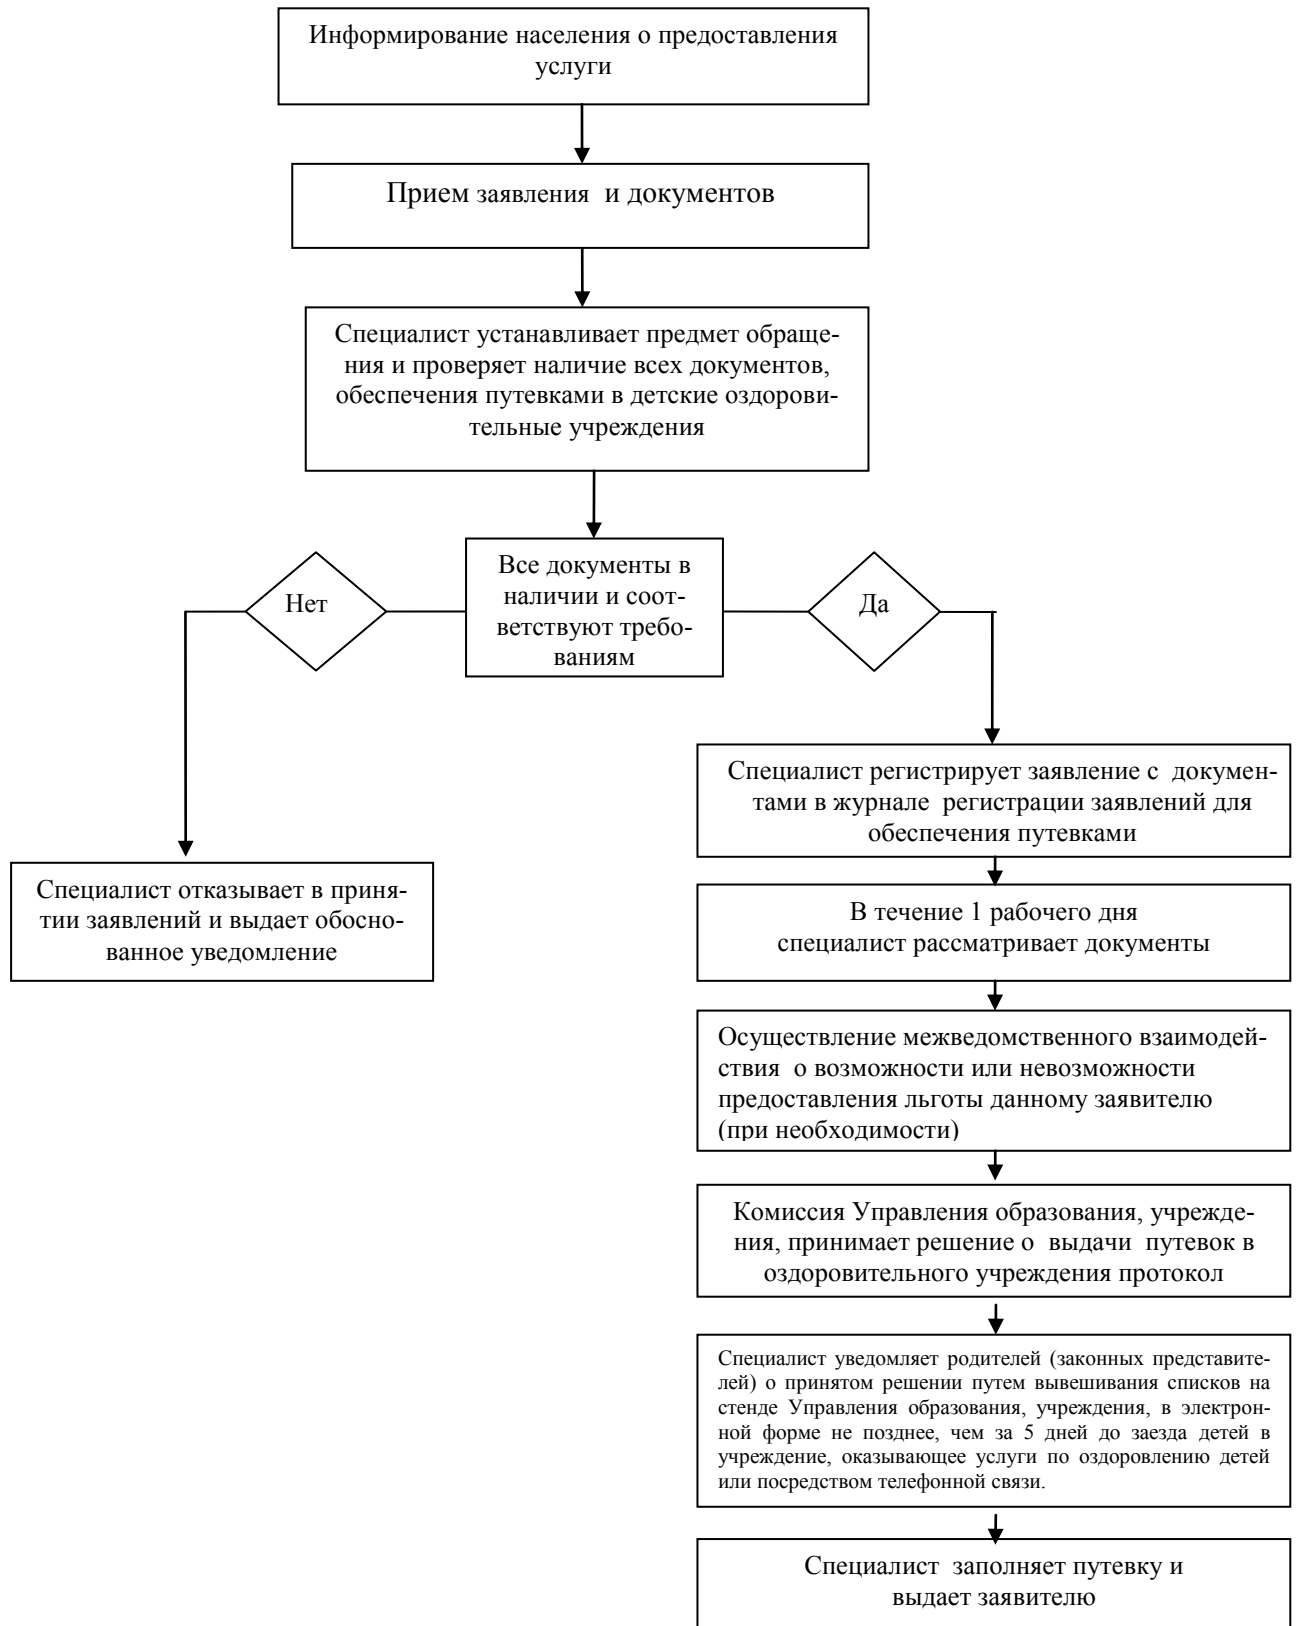 Информирование населения о предоставления
услуги
Прием заявления и документов
Специалист устанавливает предмет обраще-
ния и проверяет наличие всех документов,
обеспечения путевками в детские оздорови-
тельные учреждения
Нет
Все документы в
наличии и соот-
ветствуют требо-
ваниям
Да
Специалист регистрирует заявление с докумен-
тами в журнале регистрации заявлений для
обеспечения путевками
Специалист отказывает в приня-
тии заявлений и выдает обосно-
ванное уведомление
В течение 1 рабочего дня
специалист рассматривает документы
Осуществление межведомственного взаимодей-
ствия о возможности или невозможности
предоставления льготы данному заявителю
(при необходимости)
Комиссия Управления образования, учрежде-
ния, принимает решение о выдачи путевок в
оздоровительного учреждения протокол
Специалист уведомляет родителей (законных представите-
лей) о принятом решении путем вывешивания списков на
стенде Управления образования, учреждения, в электрон-
ной форме не позднее, чем за 5 дней до заезда детей в
учреждение, оказывающее услуги по оздоровлению детей
или посредством телефонной связи.
Специалист заполняет путевку и
выдает заявителю